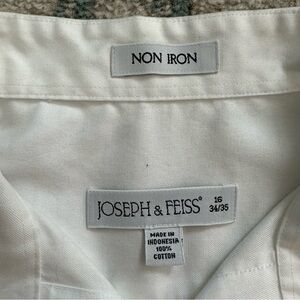 NON IRON
JOSEPH & FEISS® 16
34/35
MADE IN
INDONESIA
100%
COTTON